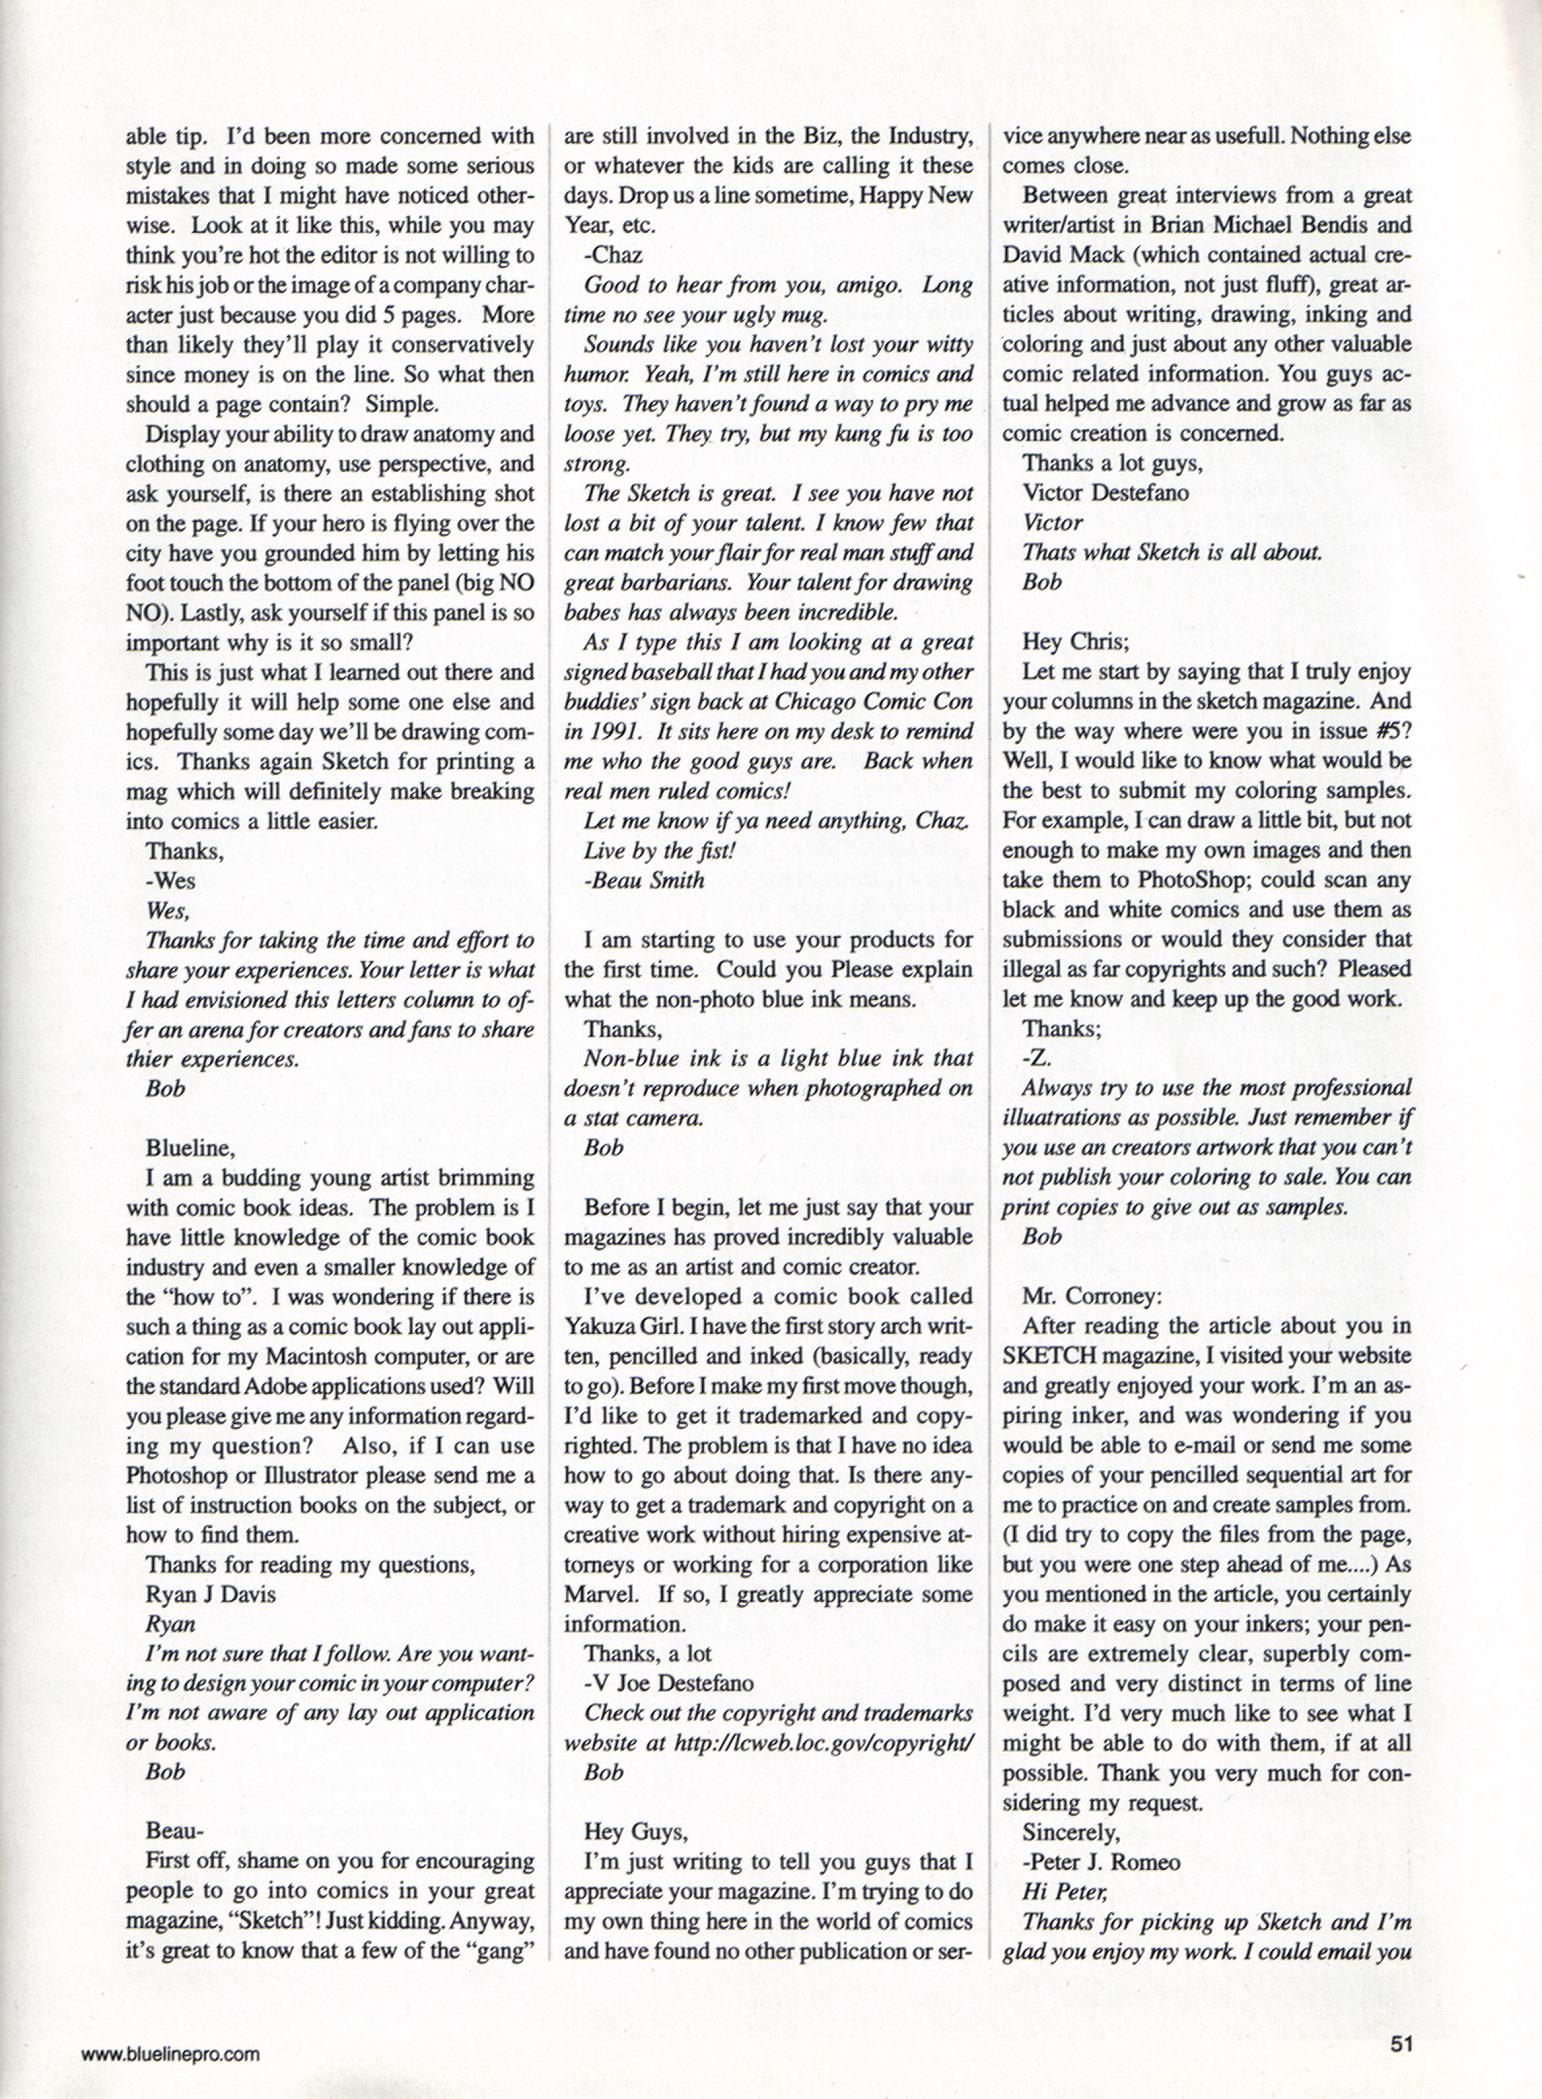 able tip. I'd been more concerned with
style and in doing so made some serious
mistakes that I might have noticed other-
wise. Look at it like this, while you may
think you're hot the editor is not willing to
risk his job or the image of a company char-
acter just because you did 5 pages. More
than likely they'll play it conservatively
since money is on the line. So what then
should a page contain? Simple.
Display your ability to draw anatomy and
clothing on anatomy, use perspective, and
ask yourself, is there an establishing shot
on the page. If your hero is flying over the
city have you grounded him by letting his
foot touch the bottom of the panel (big NO
NO). Lastly, ask yourself if this panel is so
important why is it so small?
This is just what I learned out there and
hopefully it will help some one else and
hopefully some day we'll be drawing com-
ics. Thanks again Sketch for printing a
mag which will definitely make breaking
into comics a little easier.
Thanks,
-Wes
Wes,
Thanks for taking the time and effort to
share your experiences. Your letter is what
I had envisioned this letters column to of-
fer an arena for creators and fans to share
thier experiences.
Bob
Blueline,
I am a budding young artist brimming
with comic book ideas. The problem is I
have little knowledge of the comic book
industry and even a smaller knowledge of
the “how to”. I was wondering if there is
such a thing as a comic book lay out appli-
cation for my Macintosh computer, or are
the standard Adobe applications used? Will
you please give me any information regard-
ing my question? Also, if I can use
Photoshop or Illustrator please send me a
list of instruction books on the subject, or
how to find them.
Thanks for reading my questions,
Ryan J Davis
Ryan
I'm not sure that I follow. Are you want-
ing to design your comic in your computer?
I'm not aware of any lay out application
or books.
Bob
Beau-
First off, shame on you for encouraging
people to go into comics in your great
magazine, “Sketch”! Just kidding. Anyway,
it's great to know that a few of the “gang”
are still involved in the Biz, the Industry,
or whatever the kids are calling it these
days. Drop us a line sometime, Happy New
Year, etc.
-Chaz
Good to hear from you, amigo. Long
time no see your ugly mug.
Sounds like you haven't lost your witty
humor. Yeah, I'm still here in comics and
toys. They haven't found a way to pry me
loose yet. They try, but my kung fu is too
strong.
The Sketch is great. I see you have not
lost a bit of your talent. I know few that
can match your flair for real man stuff and
great barbarians. Your talent for drawing
babes has always been incredible.
As I type this I am looking at a great
signed baseball that I had you and my other
buddies' sign back at Chicago Comic Con
in 1991. It sits here on my desk to remind
me who the good guys are. Back when
real men ruled comics!
Let me know if ya need anything, Chaz.
Live by the fist!
-Beau Smith
I am starting to use your products for
the first time. Could you Please explain
what the non-photo blue ink means.
Thanks,
Non-blue ink is a light blue ink that
doesn't reproduce when photographed on
a stat camera.
Bob
Before I begin, let me just say that your
magazines has proved incredibly valuable
to me as an artist and comic creator.
I've developed a comic book called
Yakuza Girl. I have the first story arch writ-
ten, pencilled and inked (basically, ready
to go). Before I make my first move though,
I'd like to get it trademarked and copy-
righted. The problem is that I have no idea
how to go about doing that. Is there any-
way to get a trademark and copyright on a
creative work without hiring expensive at-
torneys or working for a corporation like
Marvel. If so, I greatly appreciate some
information.
Thanks, a lot
-V Joe Destefano
Check out the copyright and trademarks
website at http://lcweb.loc.gov/copyright/
Bob
Hey Guys,
I'm just writing to tell you guys that I
appreciate your magazine. I'm trying to do
my own thing here in the world of comics
and have found no other publication or ser-
vice anywhere near as usefull. Nothing else
comes close.
Between great interviews from a great
writer/artist in Brian Michael Bendis and
David Mack (which contained actual cre-
ative information, not just fluff), great ar-
ticles about writing, drawing, inking and
coloring and just about any other valuable
comic related information. You guys ac-
tual helped me advance and grow as far as
comic creation is concerned.
Thanks a lot guys,
Victor Destefano
Victor
Thats what Sketch is all about.
Bob
Hey Chris;
Let me start by saying that I truly enjoy
your columns in the sketch magazine. And
by the way where were you in issue #5?
Well, I would like to know what would be
the best to submit my coloring samples.
For example, I can draw a little bit, but not
enough to make my own images and then
take them to PhotoShop; could scan any
black and white comics and use them as
submissions or would they consider that
illegal as far copyrights and such? Pleased
let me know and keep up the good work.
Thanks;
-Z.
Always try to use the most professional
illuatrations as possible. Just remember if
you use an creators artwork that you can't
not publish your coloring to sale. You can
print copies to give out as samples.
Bob
Mr. Corroney:
After reading the article about you in
SKETCH magazine, I visited your website
and greatly enjoyed your work. I'm an as-
piring inker, and was wondering if you
would be able to e-mail or send me some
copies of your pencilled sequential art for
me to practice on and create samples from.
(I did try to copy the files from the page,
but you were one step ahead of me....) As
you mentioned in the article, you certainly
do make it easy on your inkers; your pen-
cils are extremely clear, superbly com-
posed and very distinct in terms of line
weight. I'd very much like to see what I
might be able to do with them, if at all
possible. Thank you very much for con-
sidering my request.
Sincerely,
-Peter J. Romeo
Hi Peter,
Thanks for picking up Sketch and I'm
glad you enjoy my work. I could email you
www.bluelinepro.com
51